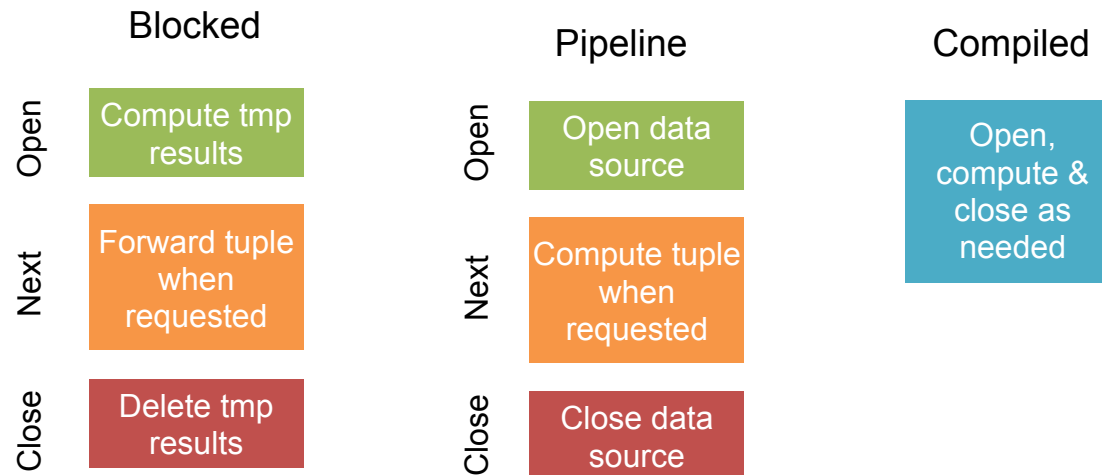 Blocked
Open
Compute tmp
results
Next
Forward tuple
when
requested
Close
Delete tmp
results
Pipeline
Open
Open data
source
Next
Compute tuple
when
requested
Close
Close data
source
Compiled
Open,
compute &
close as
needed